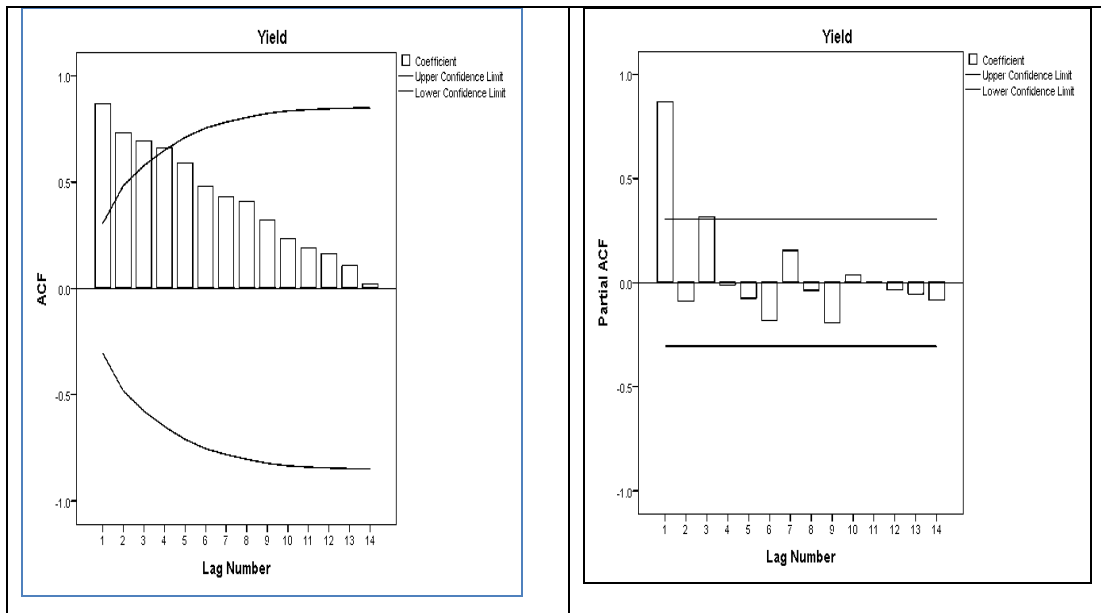 Yield
Coefficient
Upper Confidence Limit
Lower Confidence Limit
1.0
0.5
0.0
-0.5
-1.0
ACF
1 2 3 4 5 6 7 8 9 10 11 12 13 14
Lag Number
Yield
Coefficient
Upper Confidence Limit
Lower Confidence Limit
1.0
0.5
0.0
-0.5
-1.0
Partial ACF
1 2 3 4 5 6 7 8 9 10 11 12 13 14
Lag Number